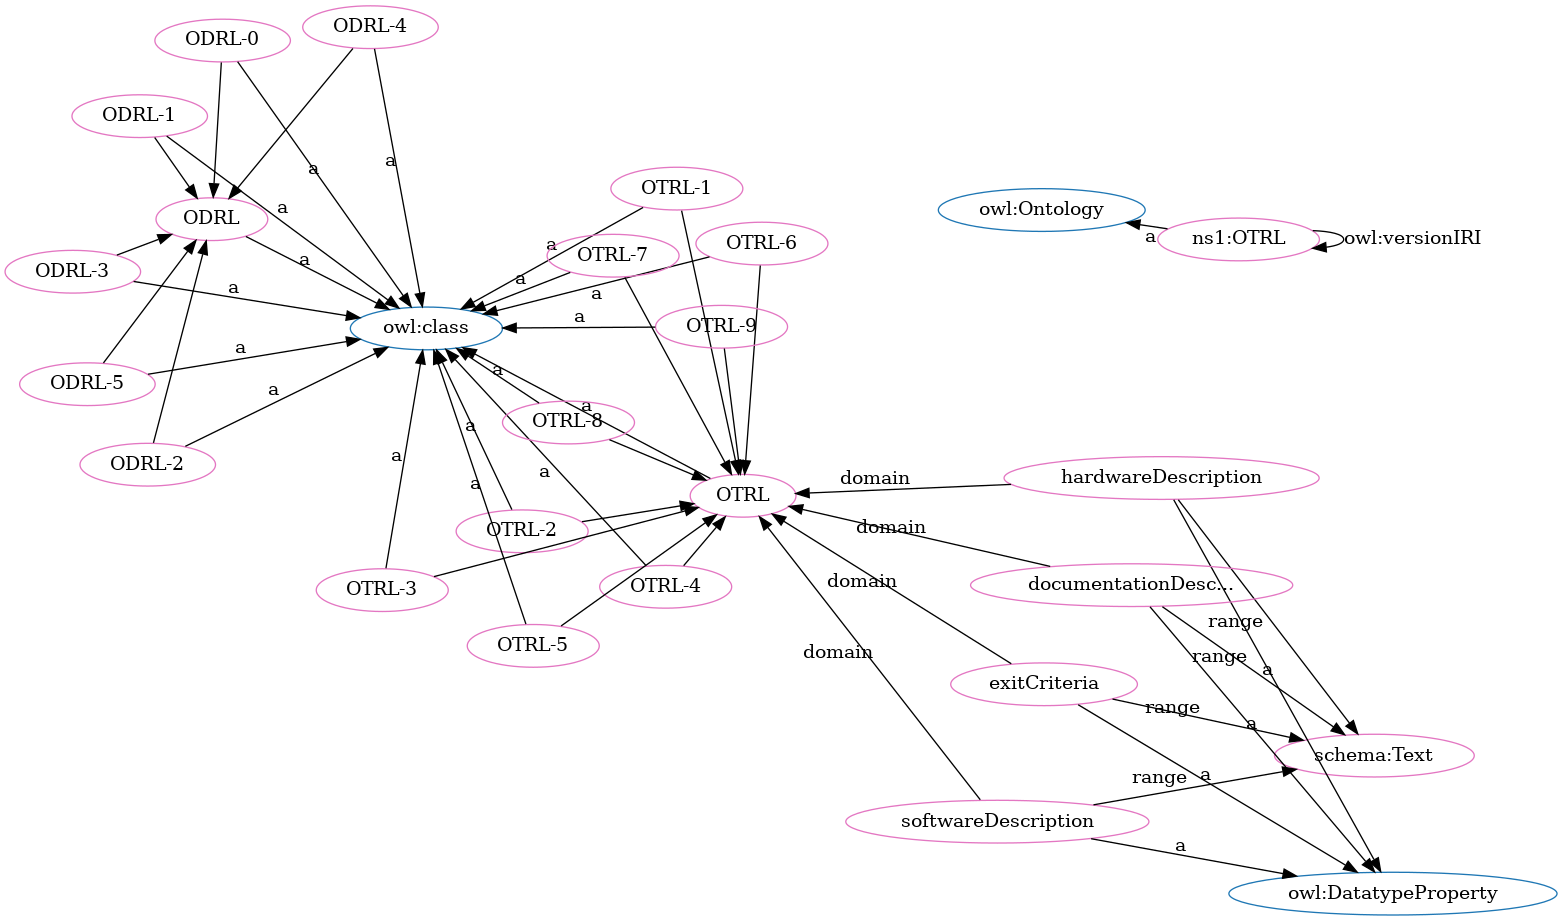 ODRL-4
ODRL-0
ODRL-1
a
a
OTRL-1
a
owl:Ontology
ODRL
OTRL-6
a
ns1:OTRL
owl:versionIRI
a
OTRL-7
a
ODRL-3
a
a
a
a
OTRL-9
owl:class
a
a
ODRL-5
a
a
a
OTRL-8
a
ODRL-2
a
a
hardwareDescription
domain
a
OTRL
domain
OTRL-2
domain
documentationDesc...
OTRL-3
OTRL-4
range
OTRL-5
domain
range
a
exitCriteria
range
a
schema:Text
range
a
softwareDescription
a
owl:DatatypeProperty